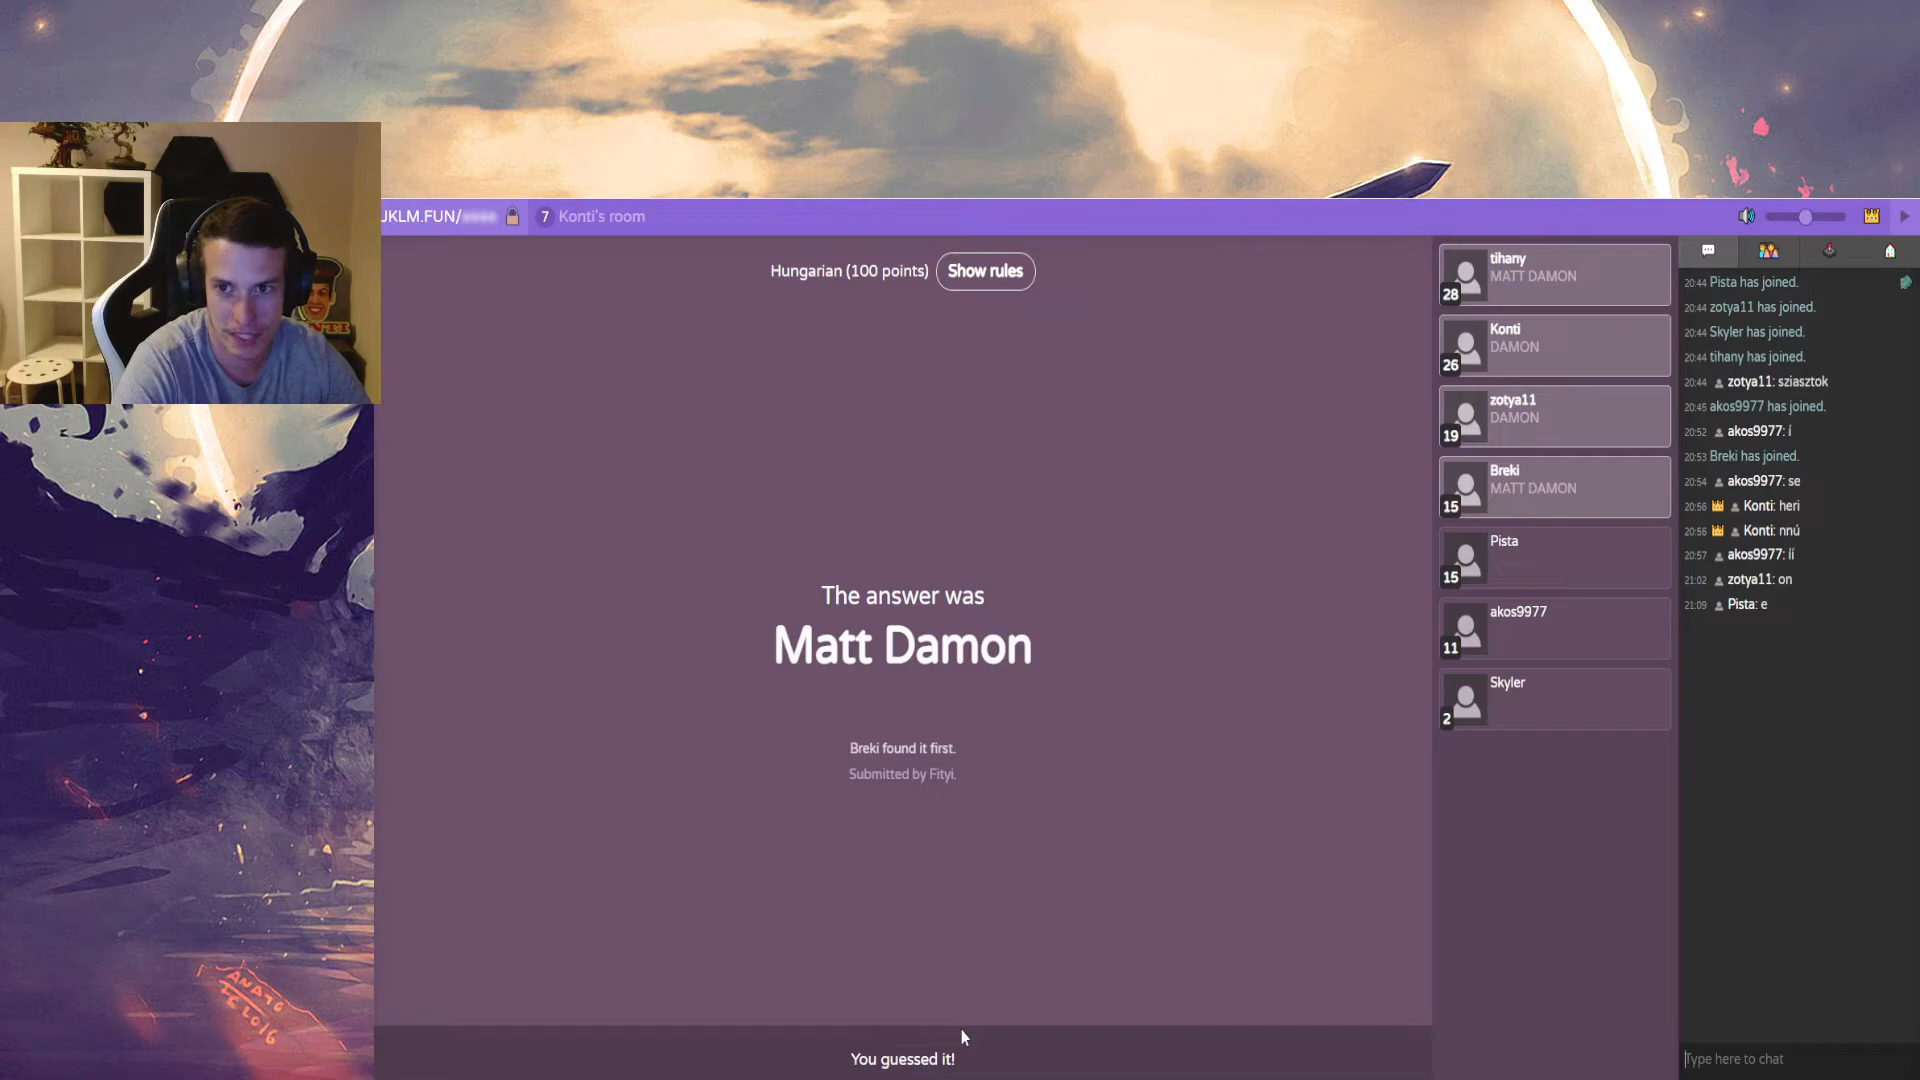 JKLM.FUN/
7 Konti's room
Hungarian (100 points) Show rules
The answer was
Matt Damon
Breki found it first.
Submitted by Fityi.
You guessed it!
tihany
MATT DAMON
28
Konti
DAMON
26
zotya11
DAMON
19
Breki
MATT DAMON
15
Pista
15
akos9977
11
Skyler
2
20:44 Pista has joined.
20:44 zotya11 has joined.
20:44 Skyler has joined.
20:44 tihany has joined.
20:44 zotya11: sziasztok
20:45 akos9977 has joined.
20:52 akos9977: í
20:53 Breki has joined.
20:54 akos9977: se
20:56 Konti: heri
20:56 Konti: nnú
20:57 akos9977: íí
21:02 zotya11: on
21:09 Pista: e
Type here to chat
ANATO
2016